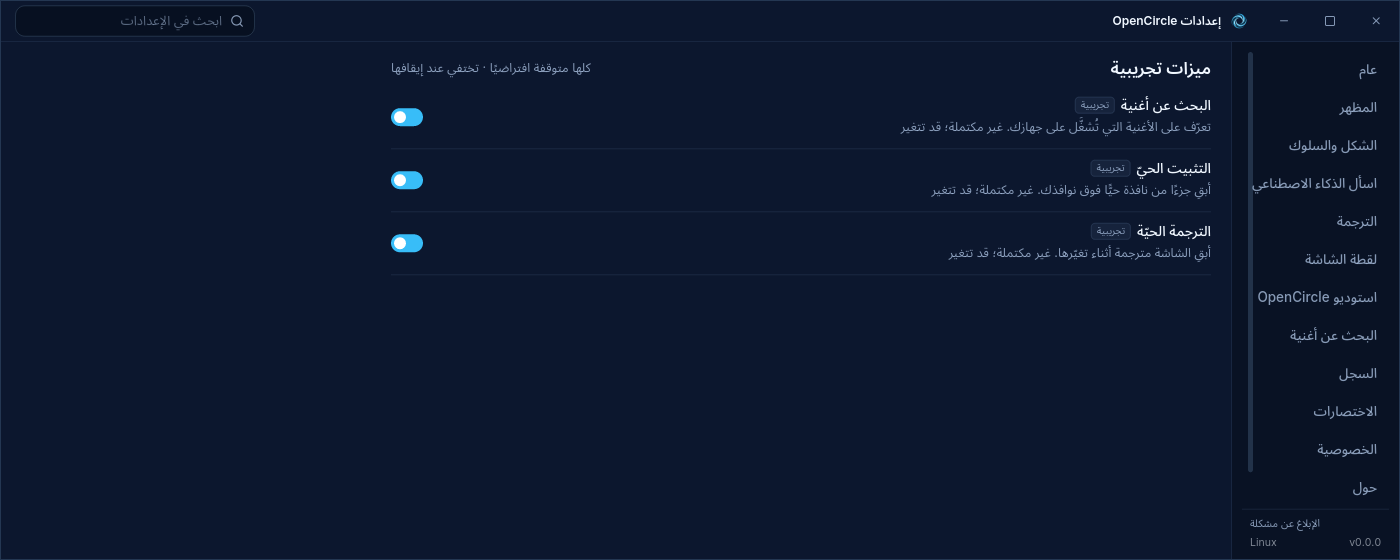 إعدادات OpenCircle
ابحث في الإعدادات
عام
المظهر
الشكل والسلوك
اسأل الذكاء الاصطناعي
الترجمة
لقطة الشاشة
استوديو OpenCircle
البحث عن أغنية
السجل
الاختصارات
الخصوصية
حول
الإبلاغ عن مشكلة
v0.0.0 Linux
ميزات تجريبية
كلها متوقفة افتراضيًا · تختفي عند إيقافها
البحث عن أغنية تجريبية
تعرّف على الأغنية التي تُشغَّل على جهازك. غير مكتملة؛ قد تتغير
التثبيت الحيّ تجريبية
أبقِ جزءًا من نافذة حيًّا فوق نوافذك. غير مكتملة؛ قد تتغير
الترجمة الحيّة تجريبية
أبقِ الشاشة مترجمة أثناء تغيّرها. غير مكتملة؛ قد تتغير